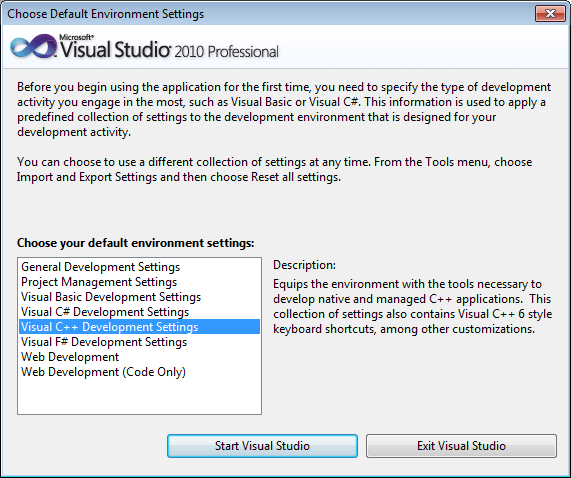 Choose Default Environment Settings
Microsoft®
Visual Studio® 2010 Professional
Before you begin using the application for the first time, you need to specify the type of development
activity you engage in the most, such as Visual Basic or Visual C#. This information is used to apply a
predefined collection of settings to the development environment that is designed for your
development activity.
You can choose to use a different collection of settings at any time. From the Tools menu, choose
Import and Export Settings and then choose Reset all settings.
Choose your default environment settings:
General Development Settings
Project Management Settings
Visual Basic Development Settings
Visual C# Development Settings
Visual C++ Development Settings
Visual F# Development Settings
Web Development
Web Development (Code Only)
Description:
Equips the environment with the tools necessary to
develop native and managed C++ applications.  This
collection of settings also contains Visual C++ 6 style
keyboard shortcuts, among other customizations.
Start Visual Studio
Exit Visual Studio